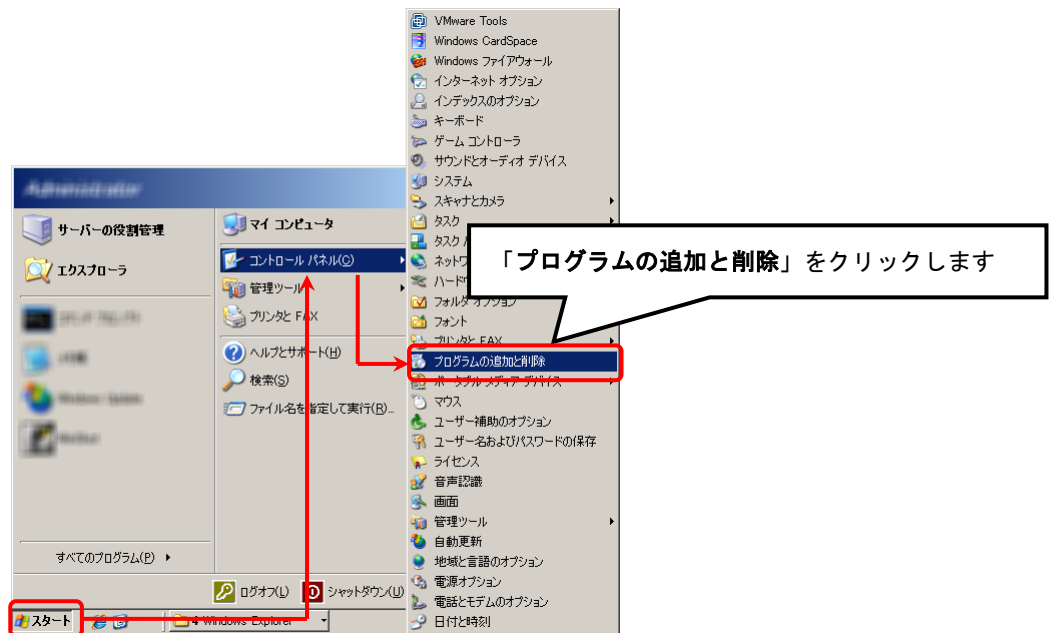 VMware Tools
Windows CardSpace
Windows ファイアウォール
インターネット オプション
インデックスのオプション
キーボード
ゲーム コントローラ
サウンドとオーディオ デバイス
システム
スキャナとカメラ
タスク
タスク
ネットワ
ハードウ
フォルダ オプション
フォント
プリンタと FAX
プログラムの追加と削除
ポータブル メディア デバイス
マウス
ユーザー補助のオプション
ユーザー名およびパスワードの保存
ライセンス
音声認識
画面
管理ツール
自動更新
地域と言語のオプション
電源オプション
電話とモデムのオプション
日付と時刻
「プログラムの追加と削除」をクリックします
Administrator
サーバーの役割管理
エクスプローラ
すべてのプログラム(P)
マイ コンピュータ
コントロール パネル(C)
管理ツール
プリンタと FAX
ヘルプとサポート(H)
検索(S)
ファイル名を指定して実行(R)...
ログオフ(L)
シャットダウン(U)
スタート
4 Windows Explorer